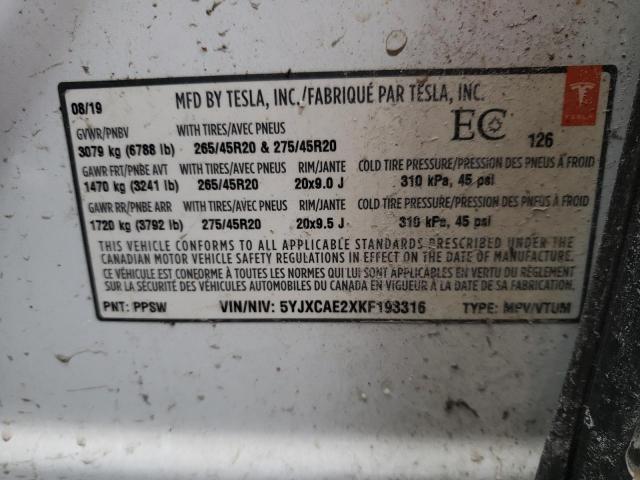 08/19 MFD BY TESLA, INC./FABRIQUÉ PAR TESLA, INC.
TESLA
GVWR/PNBV WITH TIRES/AVEC PNEUS EC 126
3079 kg (6788 lb) 265/45R20 & 275/45R20
GAWR FRT/PNBE AVT WITH TIRES/AVEC PNEUS RIM/JANTE COLD TIRE PRESSURE/PRESSION DES PNEUS À FROID
1470 kg (3241 lb) 265/45R20 20x9.0 J 310 kPa, 45 psi
GAWR RR/PNBE ARR WITH TIRES/AVEC PNEUS RIM/JANTE COLD TIRE PRESSURE/PRESSION DES PNEUS À FROID
1720 kg (3792 lb) 275/45R20 20x9.5 J 310 kPa, 45 psi
THIS VEHICLE CONFORMS TO ALL APPLICABLE STANDARDS PRESCRIBED UNDER THE
CANADIAN MOTOR VEHICLE SAFETY REGULATIONS IN EFFECT ON THE DATE OF MANUFACTURE.
CE VÉHICULE EST CONFORME À TOUTES LES NORMES QUI LUI SONT APPLICABLES EN VERTU DU RÈGLEMENT
SUR LA SÉCURITÉ DES VÉHICULES AUTOMOBILES DU CANADA EN VIGUEUR À LA DATE DE SA FABRICATION.
PNT: PPSW VIN/NIV: 5YJXCAE2XKF193316 TYPE: MPV/VTUM